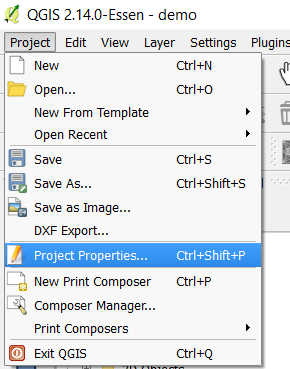 QGIS 2.14.0-Essen - demo
Project Edit View Layer Settings Plugins
New Ctrl+N
Open... Ctrl+O
New From Template
Open Recent
Save Ctrl+S
Save As... Ctrl+Shift+S
Save as Image...
DXF Export...
Project Properties... Ctrl+Shift+P
New Print Composer Ctrl+P
Composer Manager...
Print Composers
Exit QGIS Ctrl+Q